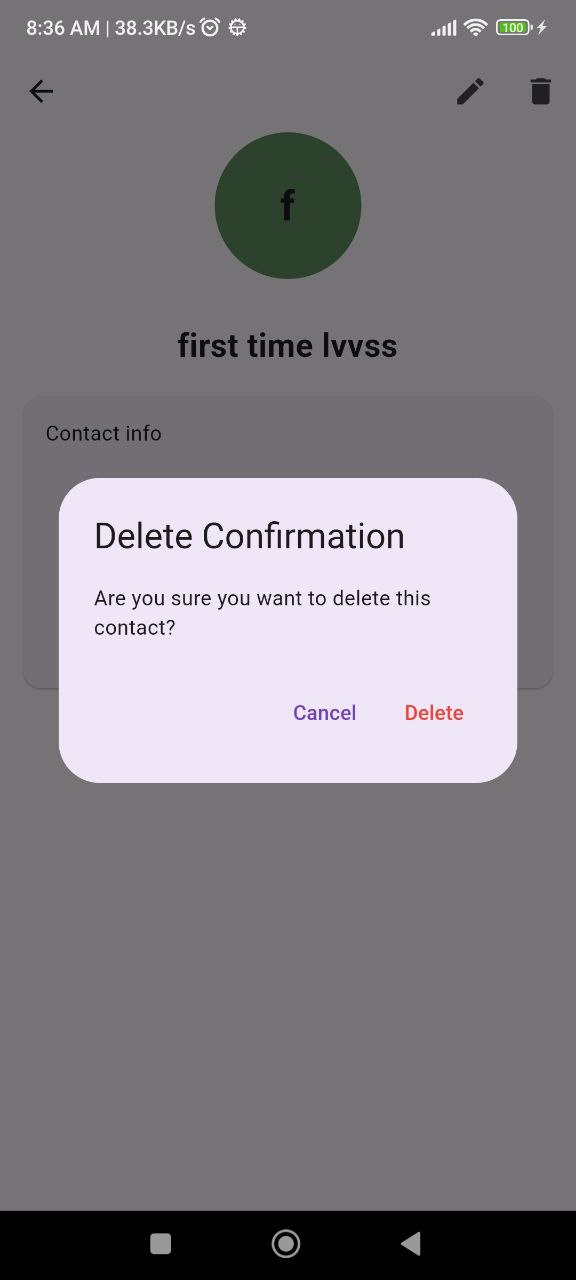 8:36 AM | 38.3KB/s
100
f
first time lvvss
Contact info
Delete Confirmation
Are you sure you want to delete this
contact?
Cancel Delete